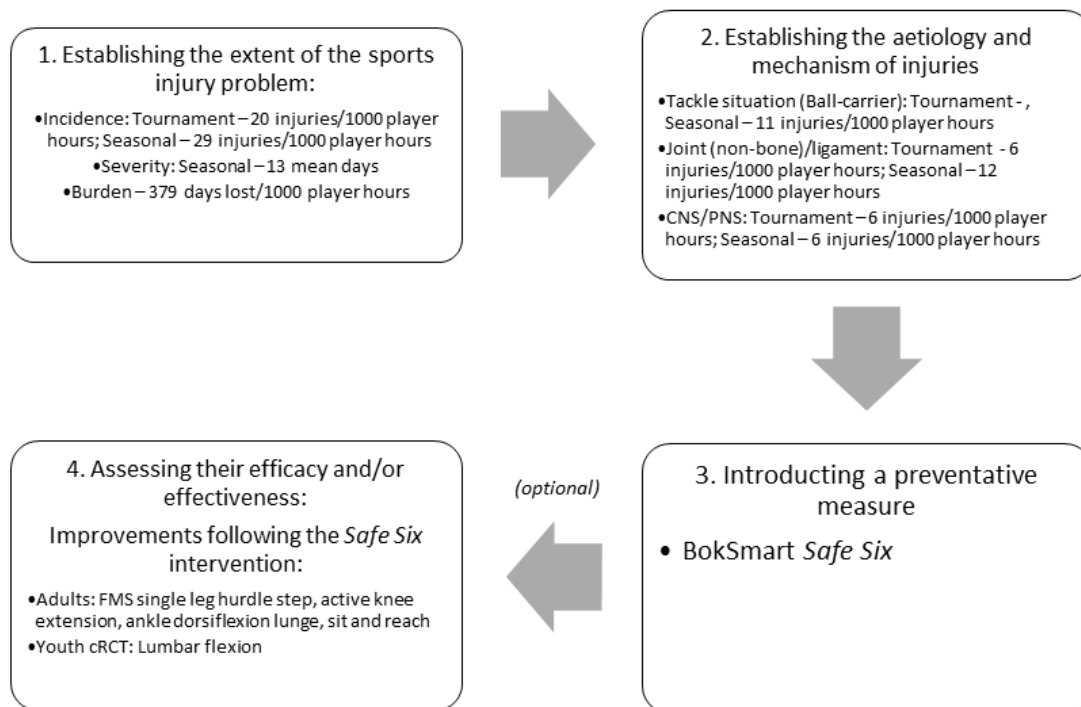 1. Establishing the extent of the sports
injury problem:
•Incidence: Tournament – 20 injuries/1000 player
hours; Seasonal – 29 injuries/1000 player hours
•Severity: Seasonal – 13 mean days
•Burden – 379 days lost/1000 player hours
2. Establishing the aetiology and
mechanism of injuries
•Tackle situation (Ball-carrier): Tournament - ,
Seasonal – 11 injuries/1000 player hours
•Joint (non-bone)/ligament: Tournament - 6
injuries/1000 player hours; Seasonal – 12
injuries/1000 player hours
•CNS/PNS: Tournament – 6 injuries/1000 player
hours; Seasonal – 6 injuries/1000 player hours
3. Introducting a preventative
measure
• BokSmart Safe Six
(optional)
4. Assessing their efficacy and/or
effectiveness:
Improvements following the Safe Six
intervention:
•Adults: FMS single leg hurdle step, active knee
extension, ankle dorsiflexion lunge, sit and reach
•Youth cRCT: Lumbar flexion